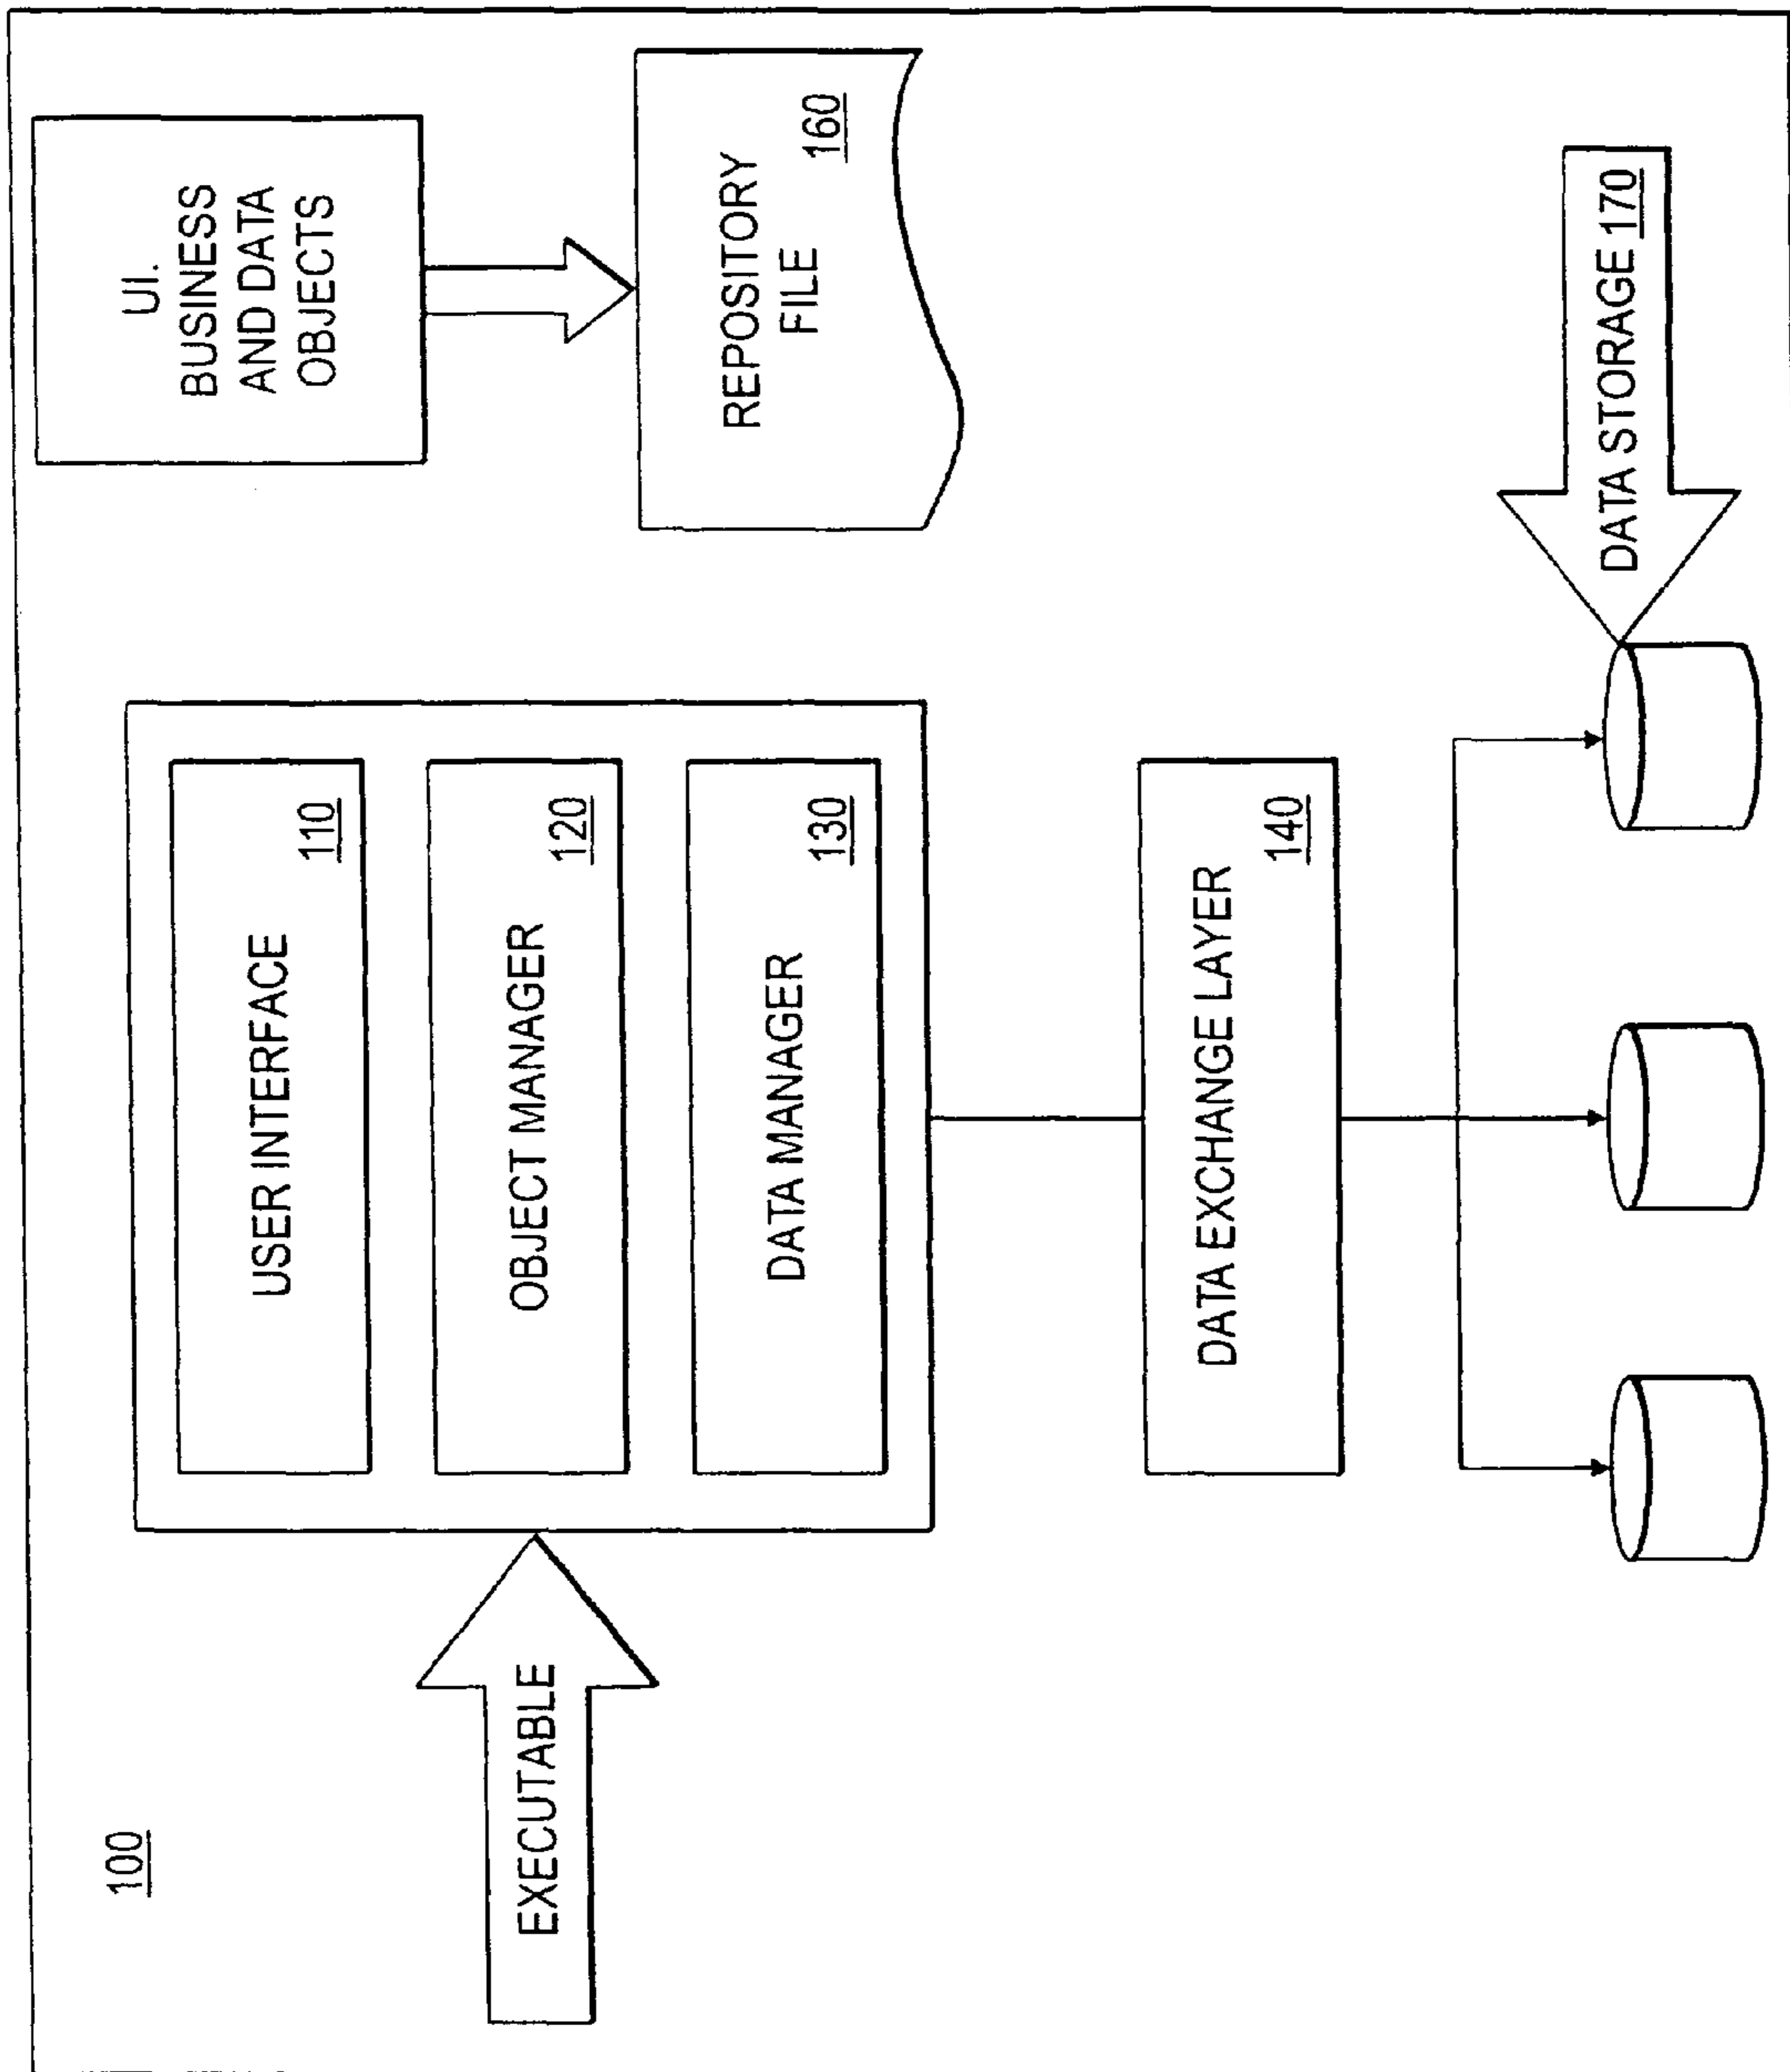 100
EXECUTABLE
USER INTERFACE
110
OBJECT MANAGER
120
DATA MANAGER
130
DATA EXCHANGE LAYER
140
UI.
BUSINESS
AND DATA
OBJECTS
REPOSITORY
FILE
160
DATA STORAGE 170